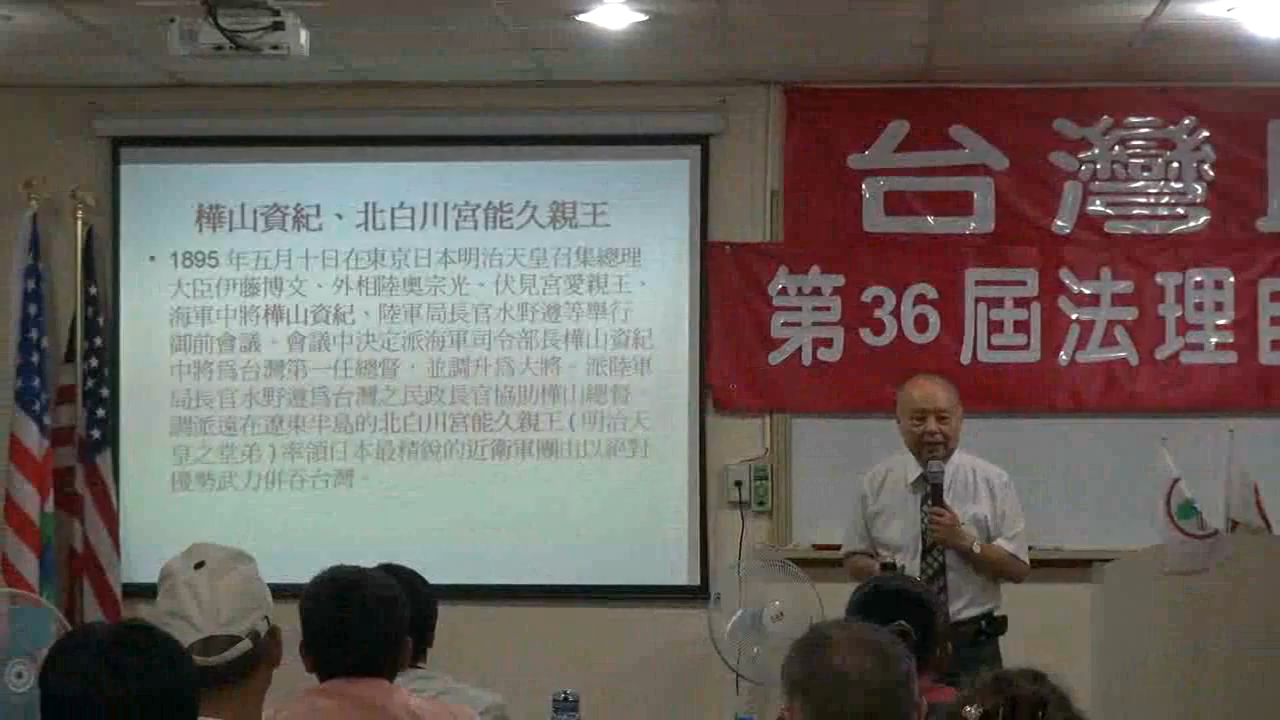 樺山資紀、北白川宮能久親王
• 1895 年五月十日在東京日本明治天皇召集總理
大臣伊藤博文、外相陸奧宗光。伏見宮愛親王、
海軍中將樺山資紀、陸軍局長官水野遵等舉行
御前會議。會議中決定派海軍司令部長樺山資紀
中將爲台灣第一任總督，並調升爲大將。派陸軍
局長官水野遵爲台灣之民政長官協助樺山總督
調派遠在遼東半島的北白川宮能久親王 ( 明治天
皇之堂弟 ) 率領日本最精銳的近衛軍團由以絕對
優勢武力併吞台灣。
台灣
第36屆法理